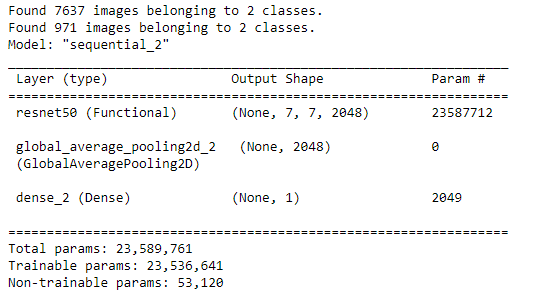 Found 7637 images belonging to 2 classes.
Found 971 images belonging to 2 classes.
Model: "sequential_2"
_________________________________________________________________
Layer (type) Output Shape Param #
=================================================================
resnet50 (Functional) (None, 7, 7, 2048) 23587712
global_average_pooling2d_2 (None, 2048) 0
(GlobalAveragePooling2D)
dense_2 (Dense) (None, 1) 2049
=================================================================
Total params: 23,589,761
Trainable params: 23,536,641
Non-trainable params: 53,120